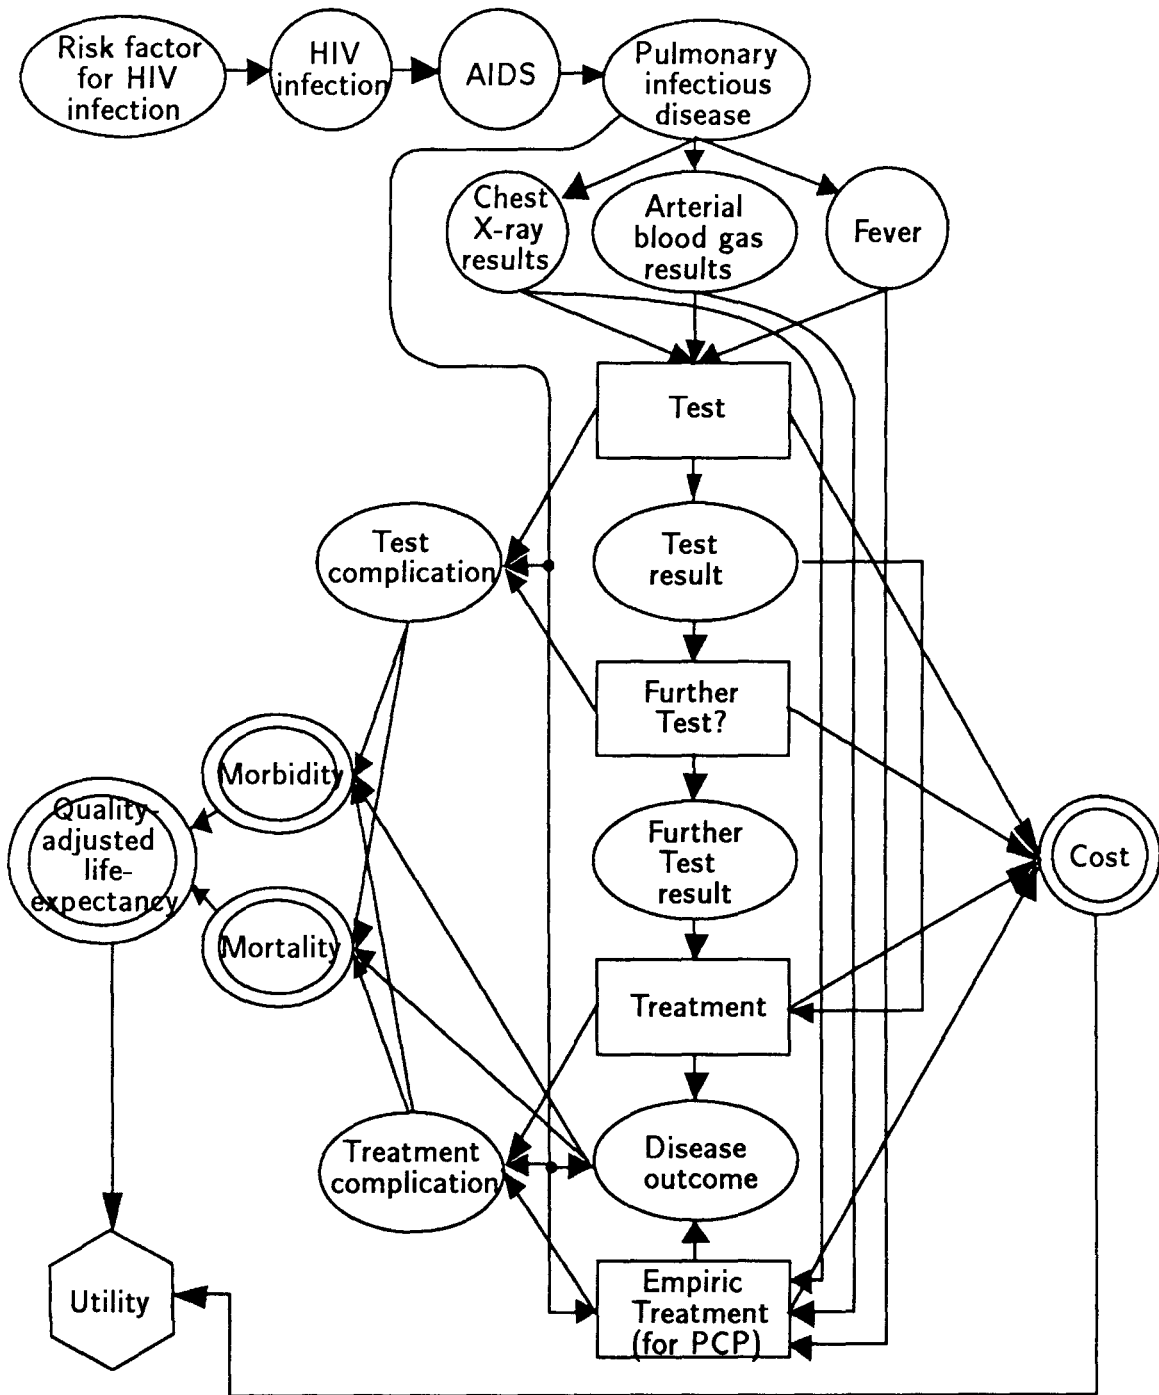 Risk factor
for HIV
infection
HIV
infection
AIDS
Pulmonary
infectious
disease
Chest
X-ray
results
Arterial
blood gas
results
Fever
Test
Test
complication
Test
result
Further
Test?
Morbidity
Quality-
adjusted
life-
expectancy
Further
Test
result
Cost
Mortality
Treatment
Treatment
complication
Disease
outcome
Utility
Empiric
Treatment
(for PCP)